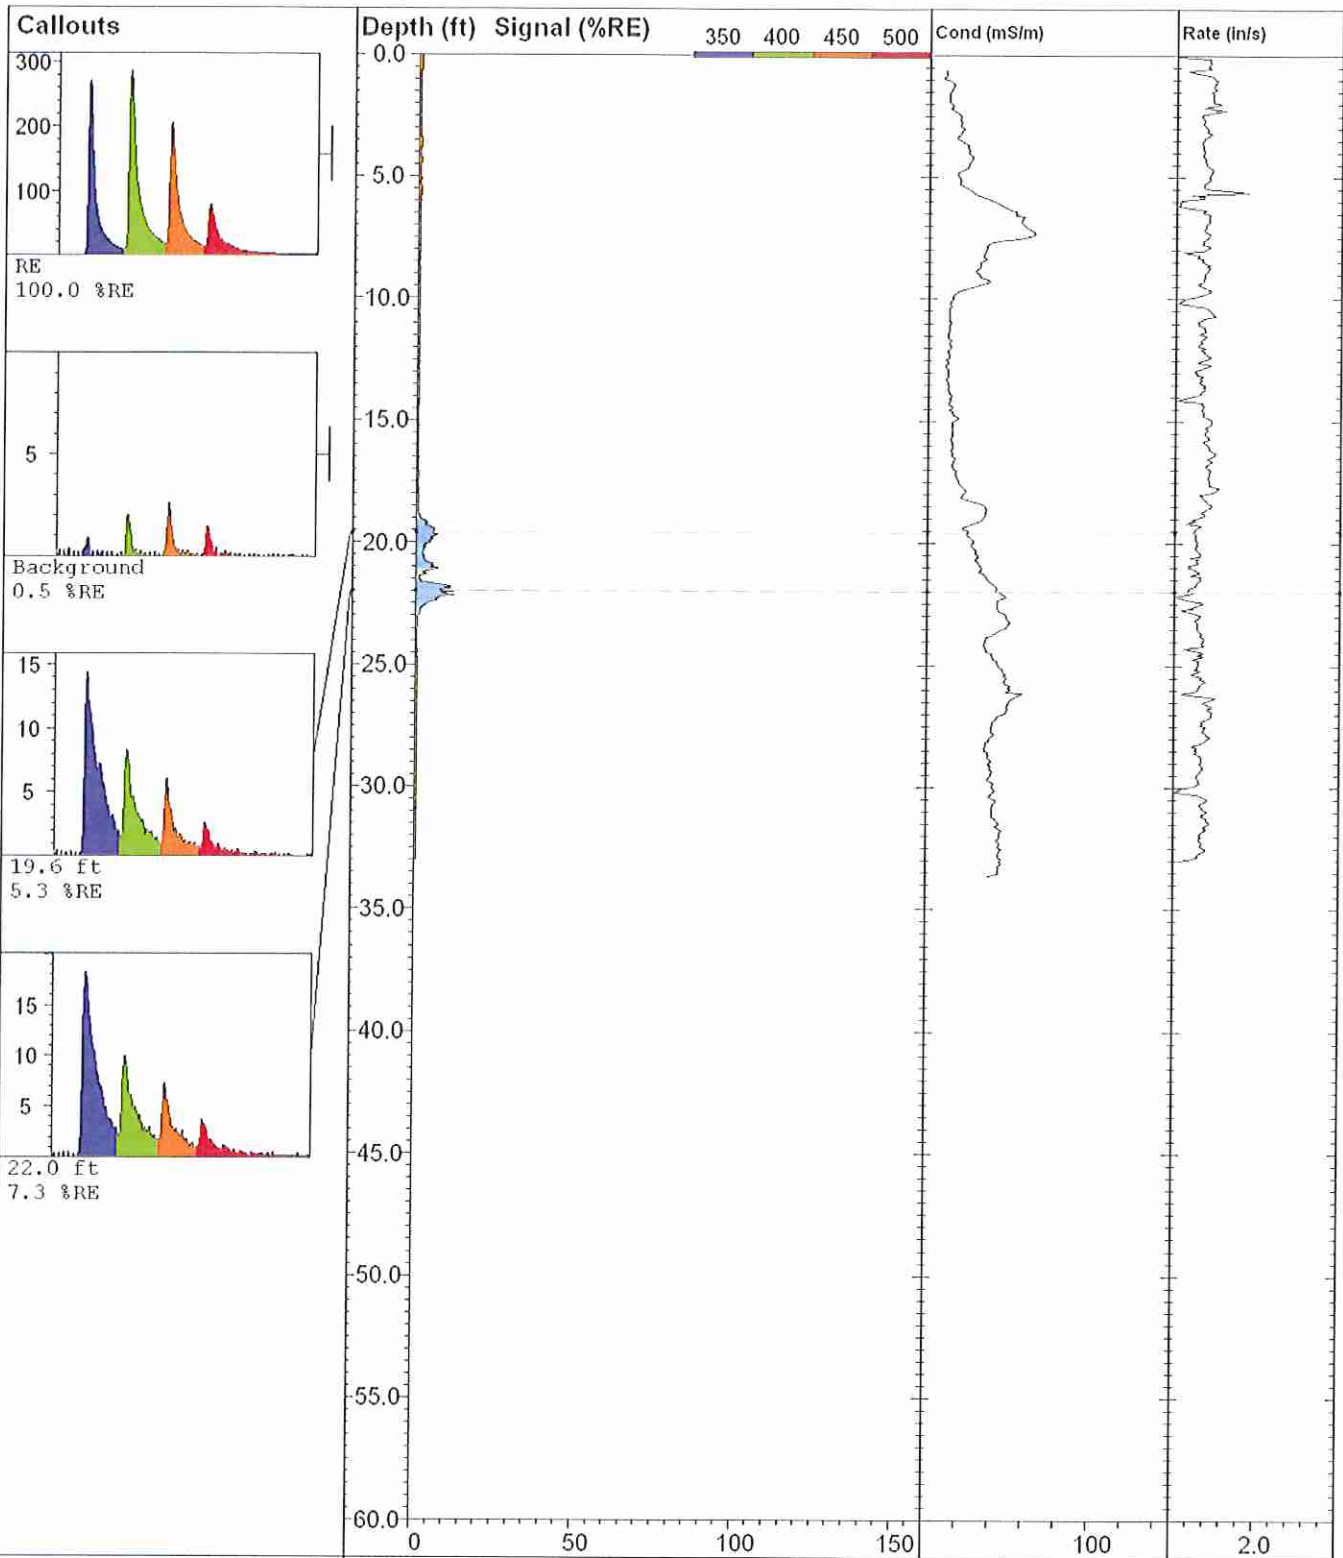 Callouts
Depth (ft) Signal (%RE)
350 400 450 500
Cond (mS/m)
Rate (in/s)
300
200
100
RE
100.0 %RE
5
Background
0.5 %RE
15
10
5
19.6 ft
5.3 %RE
15
10
5
22.0 ft
7.3 %RE
0.0
5.0
10.0
15.0
20.0
25.0
30.0
35.0
40.0
45.0
50.0
55.0
60.0
0 50 100 150
100
2.0